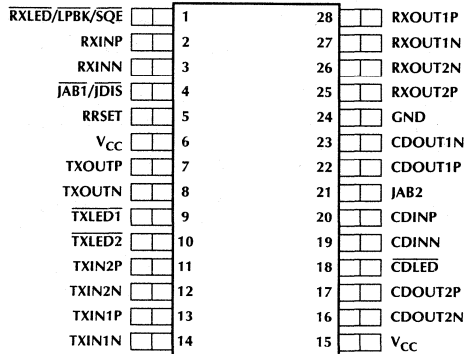 RXLED/LPBK/SQE 1 28 RXOUT1P
RXINP 2 27 RXOUT1N
RXINN 3 26 RXOUT2N
JAB1/JDIS 4 25 RXOUT2P
RRSET 5 24 GND
VCC 6 23 CDOUT1N
TXOUTP 7 22 CDOUT1P
TXOUTN 8 21 JAB2
TXLED1 9 20 CDINP
TXLED2 10 19 CDINN
TXIN2P 11 18 CDLED
TXIN2N 12 17 CDOUT2P
TXIN1P 13 16 CDOUT2N
TXIN1N 14 15 VCC